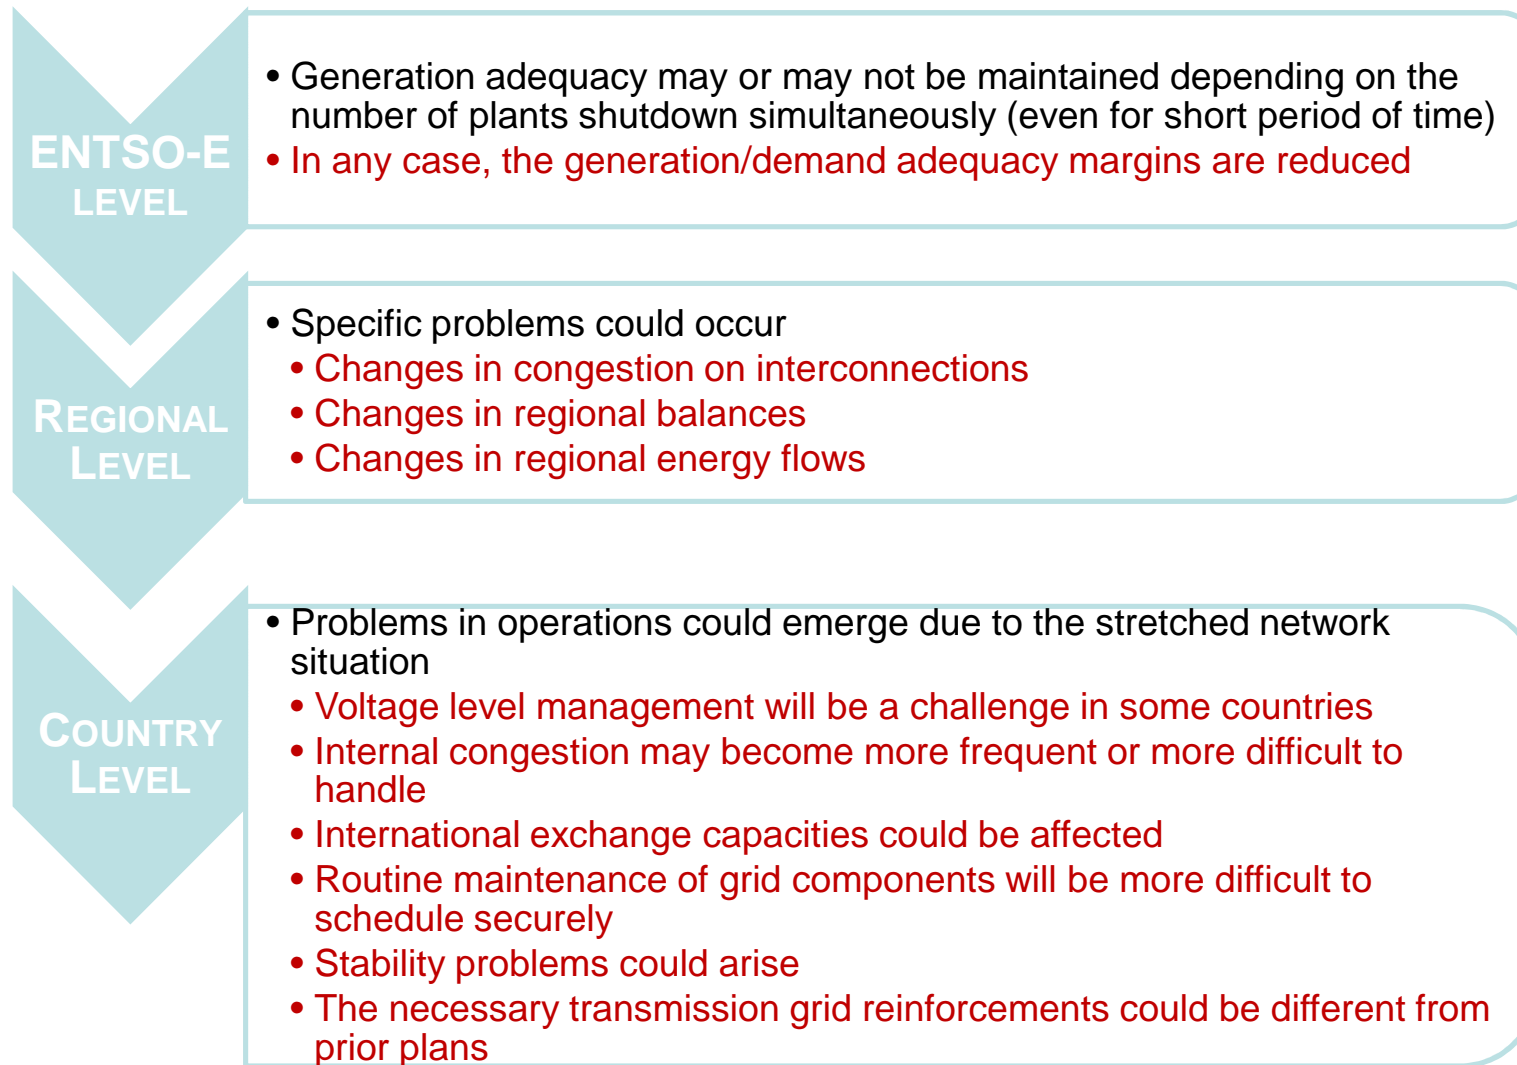 ENTSO-E
LEVEL
• Generation adequacy may or may not be maintained depending on the
number of plants shutdown simultaneously (even for short period of time)
• In any case, the generation/demand adequacy margins are reduced
REGIONAL
LEVEL
• Specific problems could occur
• Changes in congestion on interconnections
• Changes in regional balances
• Changes in regional energy flows
COUNTRY
LEVEL
• Problems in operations could emerge due to the stretched network
situation
• Voltage level management will be a challenge in some countries
• Internal congestion may become more frequent or more difficult to
handle
• International exchange capacities could be affected
• Routine maintenance of grid components will be more difficult to
schedule securely
• Stability problems could arise
• The necessary transmission grid reinforcements could be different from
prior plans